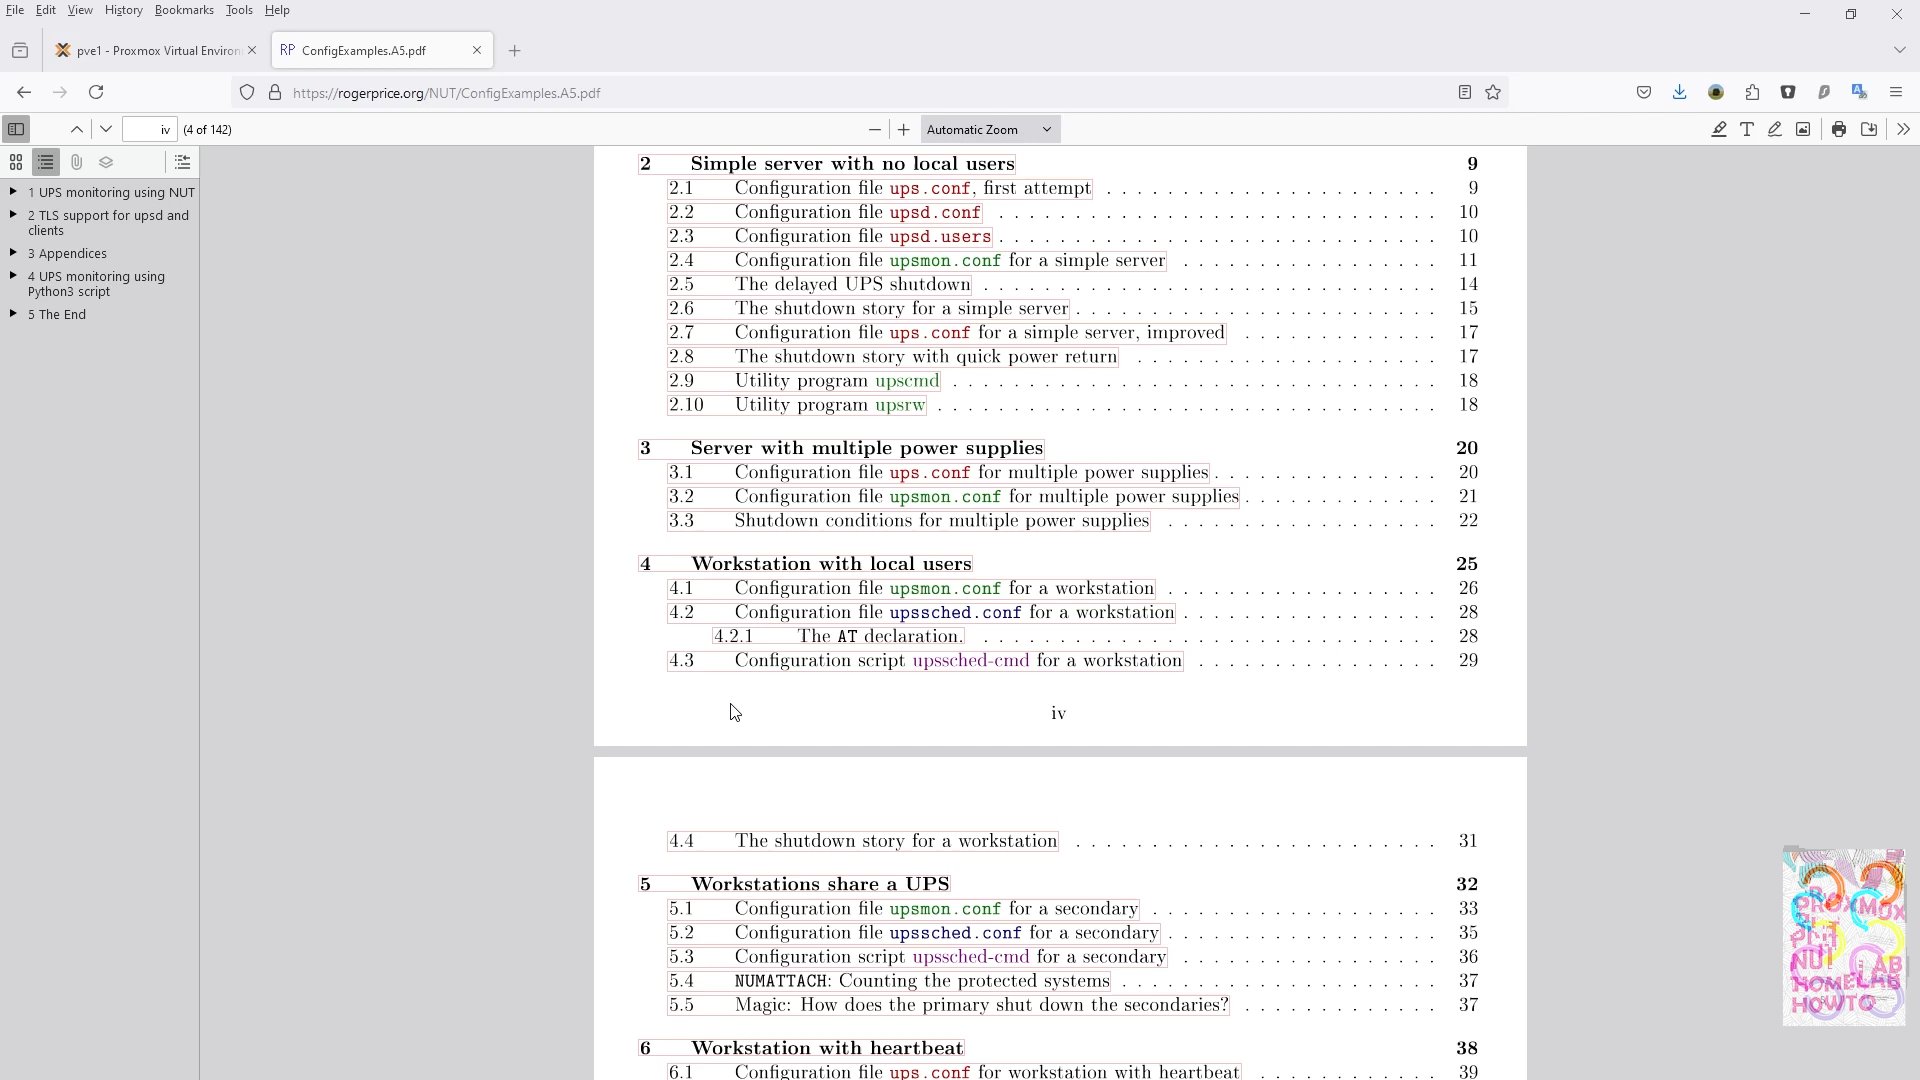 File Edit View History Bookmarks Tools Help
pve1 - Proxmox Virtual Environ
RP ConfigExamples.A5.pdf
https://rogerprice.org/NUT/ConfigExamples.A5.pdf
iv (4 of 142)
Automatic Zoom
1 UPS monitoring using NUT
2 TLS support for upsd and
clients
3 Appendices
4 UPS monitoring using
Python3 script
5 The End
2 Simple server with no local users 9
2.1 Configuration file ups.conf, first attempt . . . . . . . . . . . . . . . . . . . . . 9
2.2 Configuration file upsd.conf . . . . . . . . . . . . . . . . . . . . . . . . . . . . 10
2.3 Configuration file upsd.users . . . . . . . . . . . . . . . . . . . . . . . . . . . . 10
2.4 Configuration file upsmon.conf for a simple server . . . . . . . . . . . . . . . . 11
2.5 The delayed UPS shutdown . . . . . . . . . . . . . . . . . . . . . . . . . . . . 14
2.6 The shutdown story for a simple server . . . . . . . . . . . . . . . . . . . . . . 15
2.7 Configuration file ups.conf for a simple server, improved . . . . . . . . . . . . 17
2.8 The shutdown story with quick power return . . . . . . . . . . . . . . . . . . . 17
2.9 Utility program upscmd . . . . . . . . . . . . . . . . . . . . . . . . . . . . . . 18
2.10 Utility program upsrw . . . . . . . . . . . . . . . . . . . . . . . . . . . . . . . 18
3 Server with multiple power supplies 20
3.1 Configuration file ups.conf for multiple power supplies . . . . . . . . . . . . . . 20
3.2 Configuration file upsmon.conf for multiple power supplies . . . . . . . . . . . . 21
3.3 Shutdown conditions for multiple power supplies . . . . . . . . . . . . . . . . . 22
4 Workstation with local users 25
4.1 Configuration file upsmon.conf for a workstation . . . . . . . . . . . . . . . . . 26
4.2 Configuration file upssched.conf for a workstation . . . . . . . . . . . . . . . . 28
4.2.1 The AT declaration. . . . . . . . . . . . . . . . . . . . . . . . . . . . . 28
4.3 Configuration script upssched-cmd for a workstation . . . . . . . . . . . . . . . 29
iv
4.4 The shutdown story for a workstation . . . . . . . . . . . . . . . . . . . . . . 31
5 Workstations share a UPS 32
5.1 Configuration file upsmon.conf for a secondary . . . . . . . . . . . . . . . . . . 33
5.2 Configuration file upssched.conf for a secondary . . . . . . . . . . . . . . . . . 35
5.3 Configuration script upssched-cmd for a secondary . . . . . . . . . . . . . . . . 36
5.4 NUMATTACH: Counting the protected systems . . . . . . . . . . . . . . . . . . . 37
5.5 Magic: How does the primary shut down the secondaries? . . . . . . . . . . . . 37
6 Workstation with heartbeat 38
6.1 Configuration file ups.conf for workstation with heartbeat . . . . . . . . . . . 39
PROXMOX
NUT LAB
HOMELAB
HOWTO